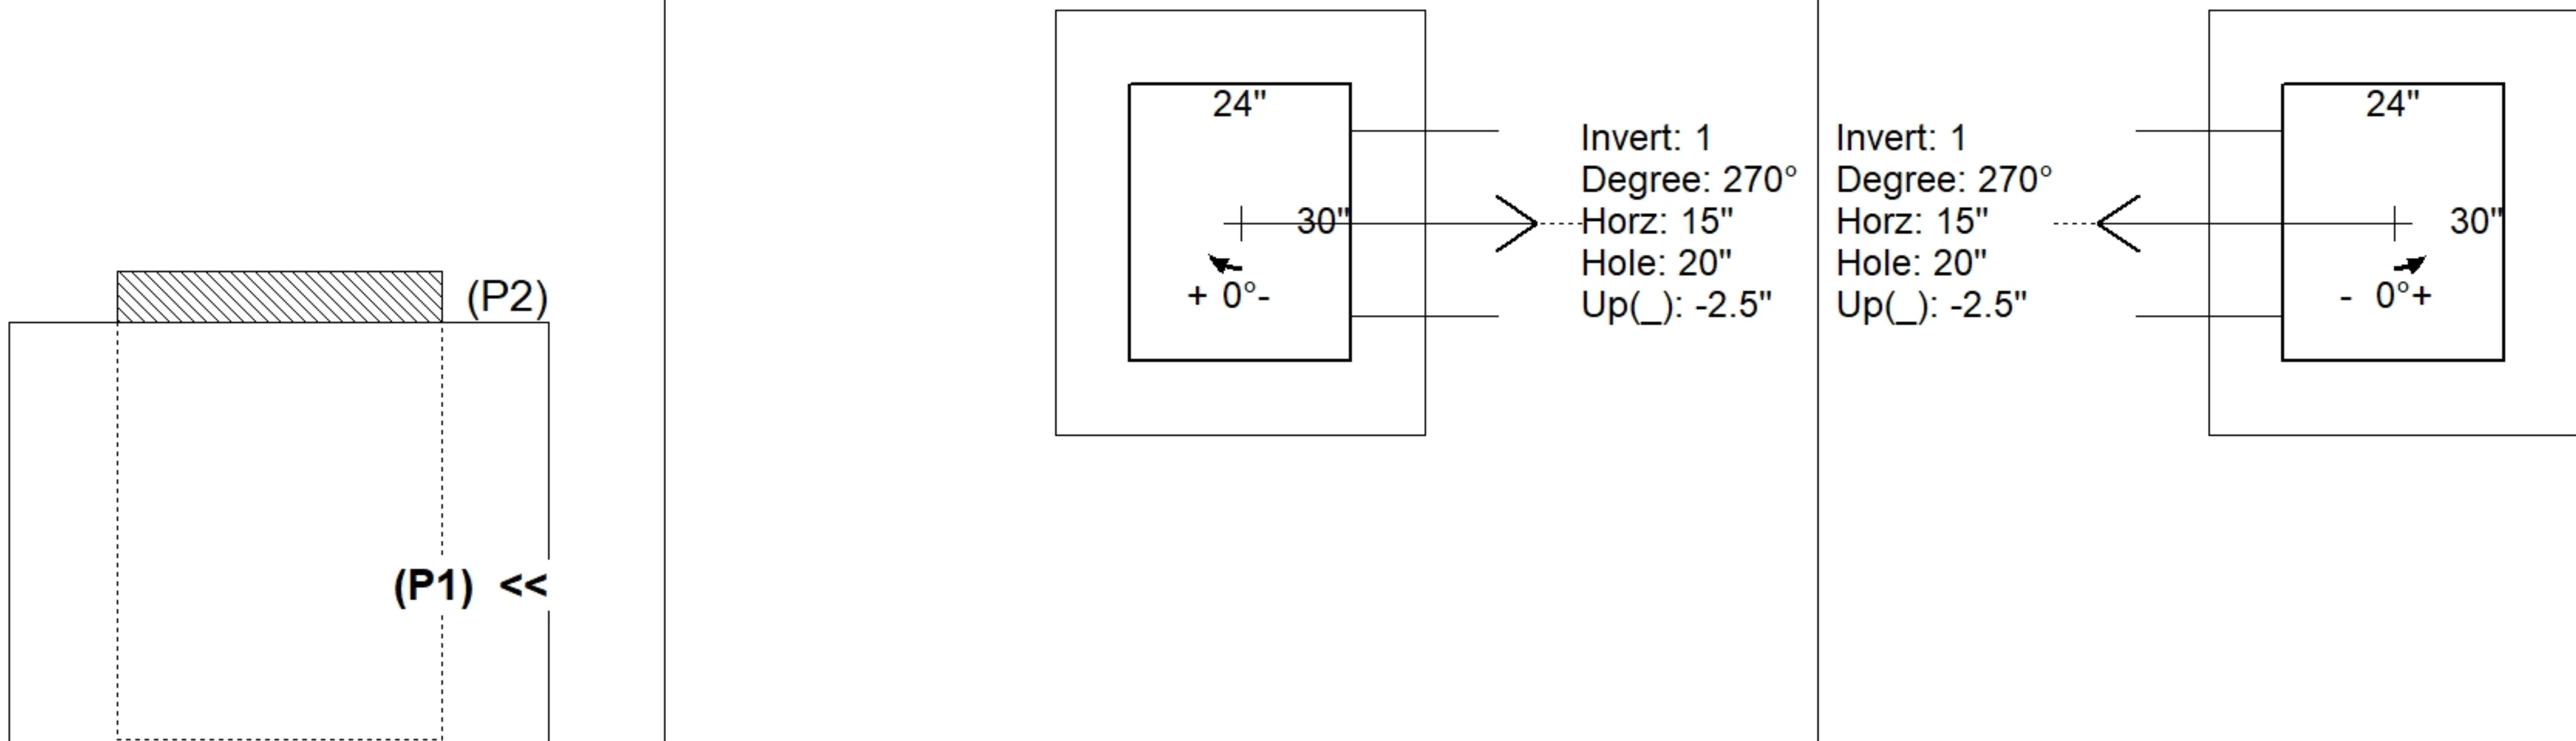 (P2)
(P1) <<
24"
30"
+ 0°-
Invert: 1
Degree: 270°
Horz: 15"
Hole: 20"
Up(_): -2.5"
Invert: 1
Degree: 270°
Horz: 15"
Hole: 20"
Up(_): -2.5"
24"
30"
- 0°+